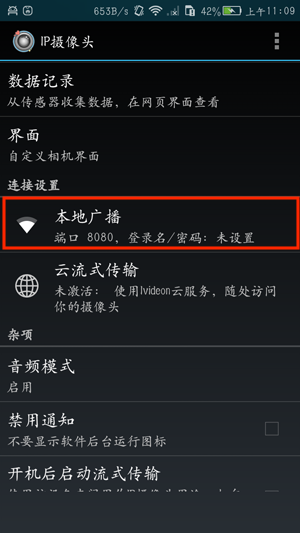 653B/s 42% 上午11:09
IP摄像头
数据记录
从传感器收集数据，在网页界面查看
界面
自定义相机界面
连接设置
本地广播
端口 8080，登录名/密码：未设置
云流式传输
未激活： 使用Ivideon云服务，随处访问
你的摄像头
杂项
音频模式
启用
禁用通知
不要显示软件后台运行图标
开机后启动流式传输